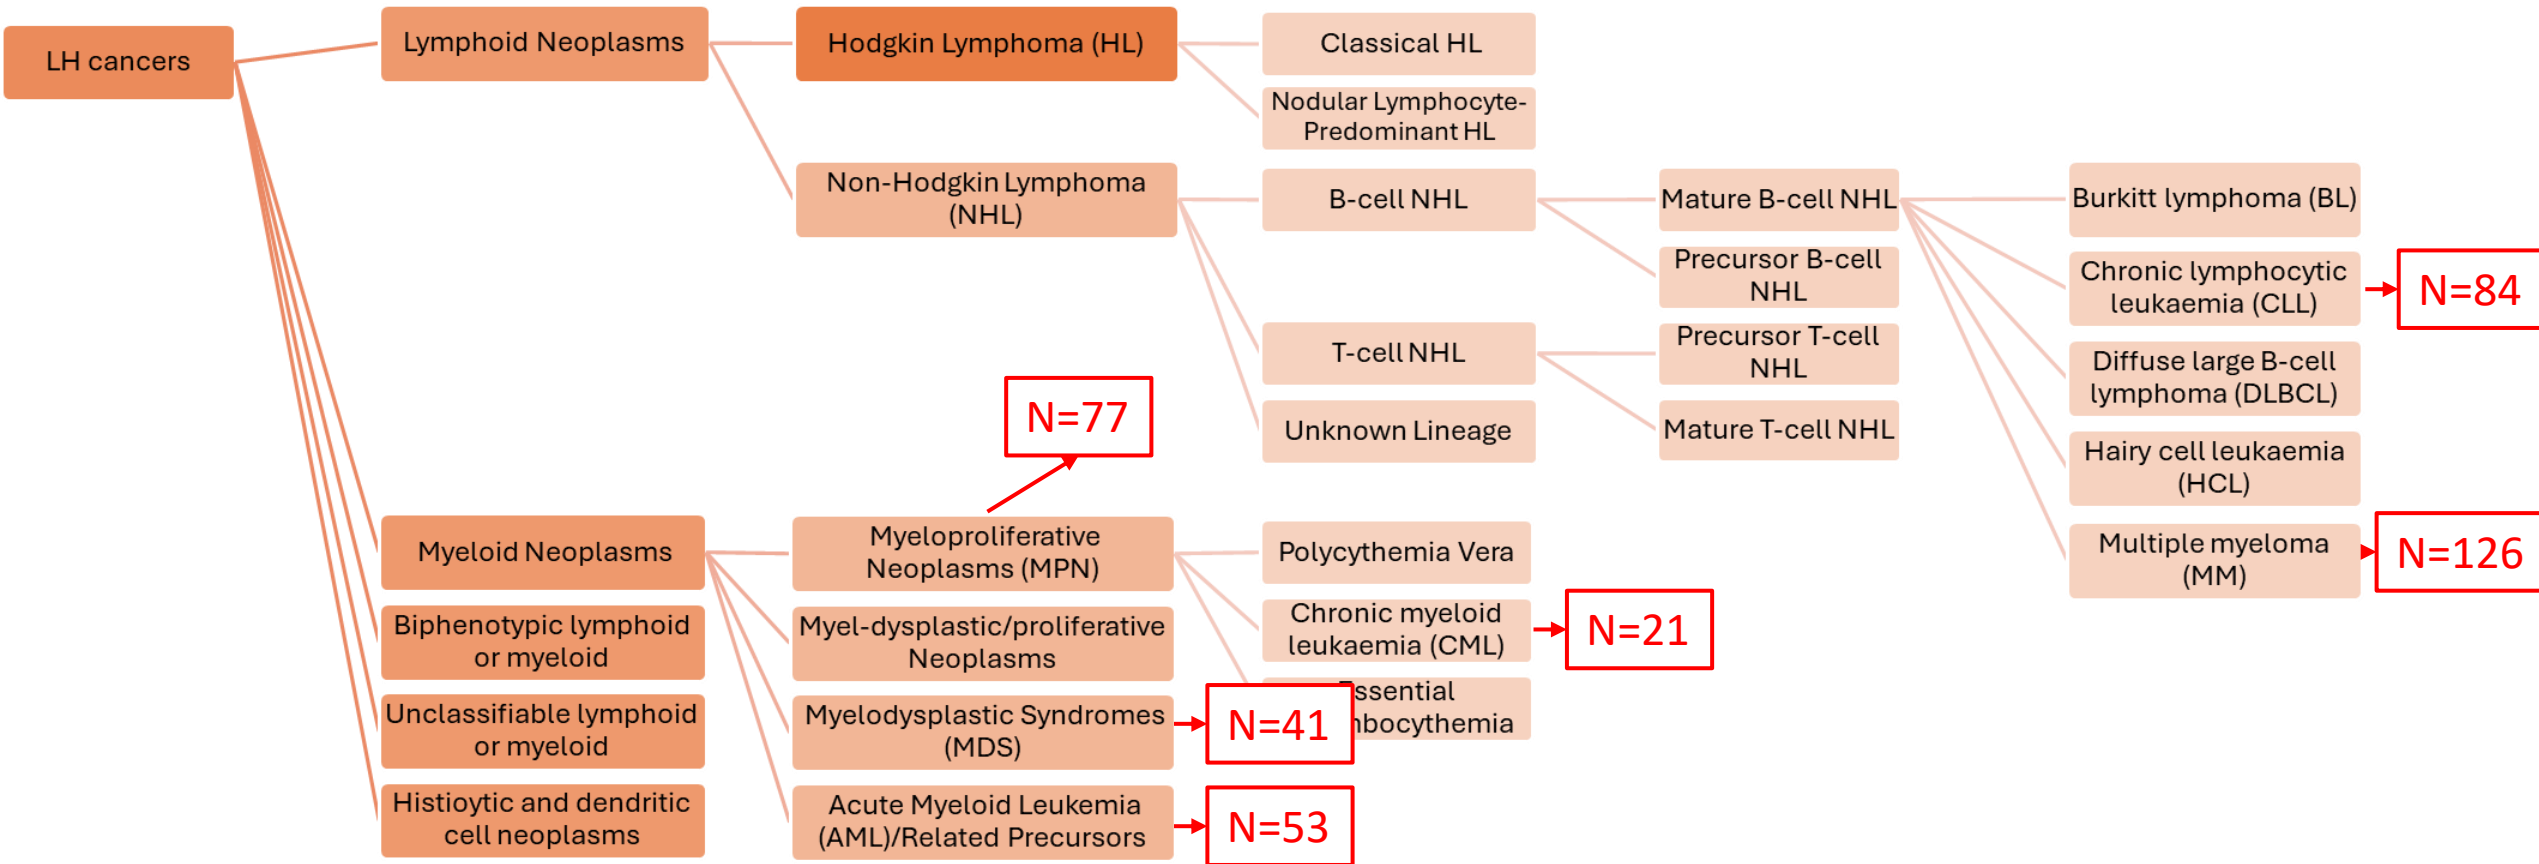 LH cancers
Lymphoid Neoplasms
Hodgkin Lymphoma (HL)
Classical HL
Nodular Lymphocyte-
Predominant HL
Non-Hodgkin Lymphoma
(NHL)
B-cell NHL
Mature B-cell NHL
Burkitt lymphoma (BL)
Precursor B-cell
NHL
Chronic lymphocytic
leukaemia (CLL)
N=84
T-cell NHL
Precursor T-cell
NHL
Diffuse large B-cell
lymphoma (DLBCL)
N=77
Unknown Lineage
Mature T-cell NHL
Hairy cell leukaemia
(HCL)
Myeloid Neoplasms
Myeloproliferative
Neoplasms (MPN)
Polycythemia Vera
Multiple myeloma
(MM)
N=126
Biphenotypic lymphoid
or myeloid
Myel-dysplastic/proliferative
Neoplasms
Chronic myeloid
leukaemia (CML)
N=21
Unclassifiable lymphoid
or myeloid
Myelodysplastic Syndromes
(MDS)
N=41
ssential
bocythemia
Histioytic and dendritic
cell neoplasms
Acute Myeloid Leukemia
(AML)/Related Precursors
N=53